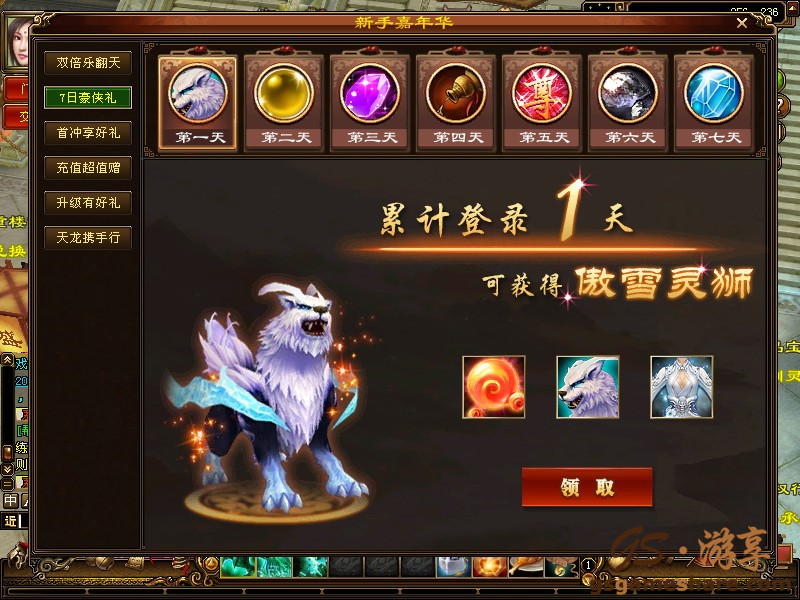 新手嘉年华
双倍乐翻天
7日豪侠礼
首冲享好礼
充值超值赠
升级有好礼
天龙携手行
第一天
第二天
第三天
第四天
第五天
第六天
第七天
尊
累计登录1天
可获得 傲雪灵狮
领取
近
GS·游享